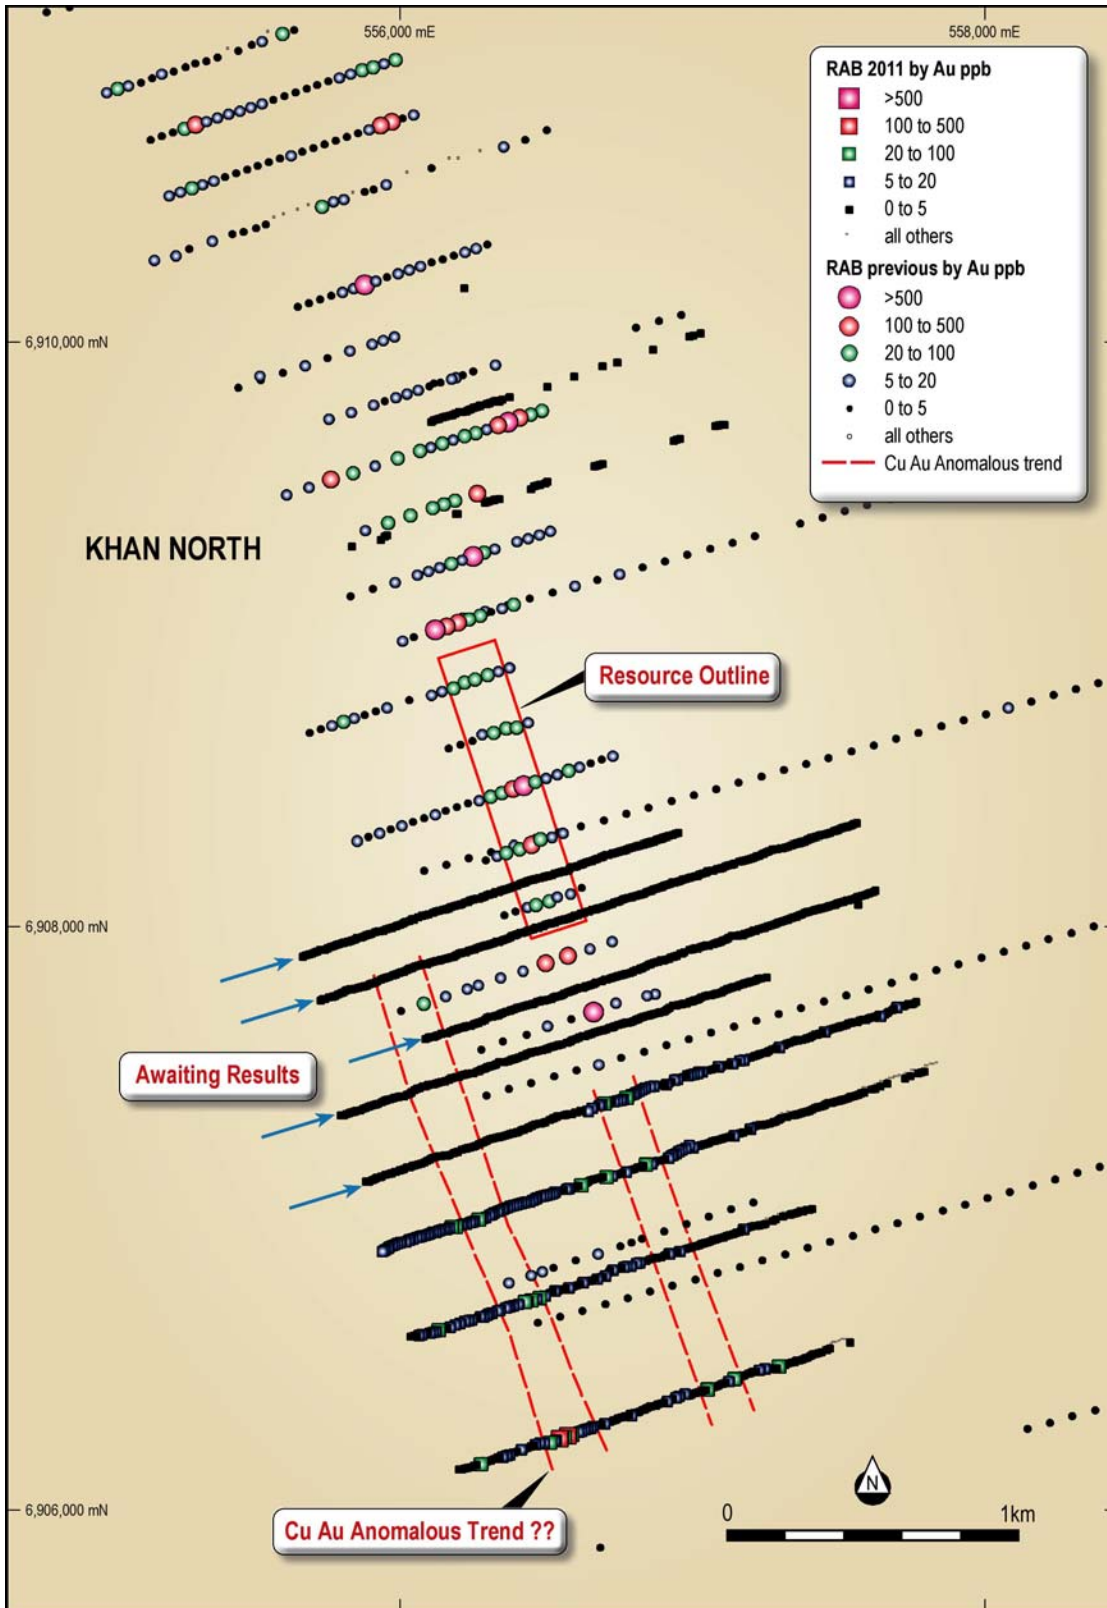 556,000 mE
558,000 mE
RAB 2011 by Au ppb
>500
100 to 500
20 to 100
5 to 20
0 to 5
all others
RAB previous by Au ppb
>500
100 to 500
20 to 100
5 to 20
0 to 5
all others
Cu Au Anomalous trend
6,910,000 mN
KHAN NORTH
Resource Outline
6,908,000 mN
Awaiting Results
6,906,000 mN
Cu Au Anomalous Trend ??
N
0
1km